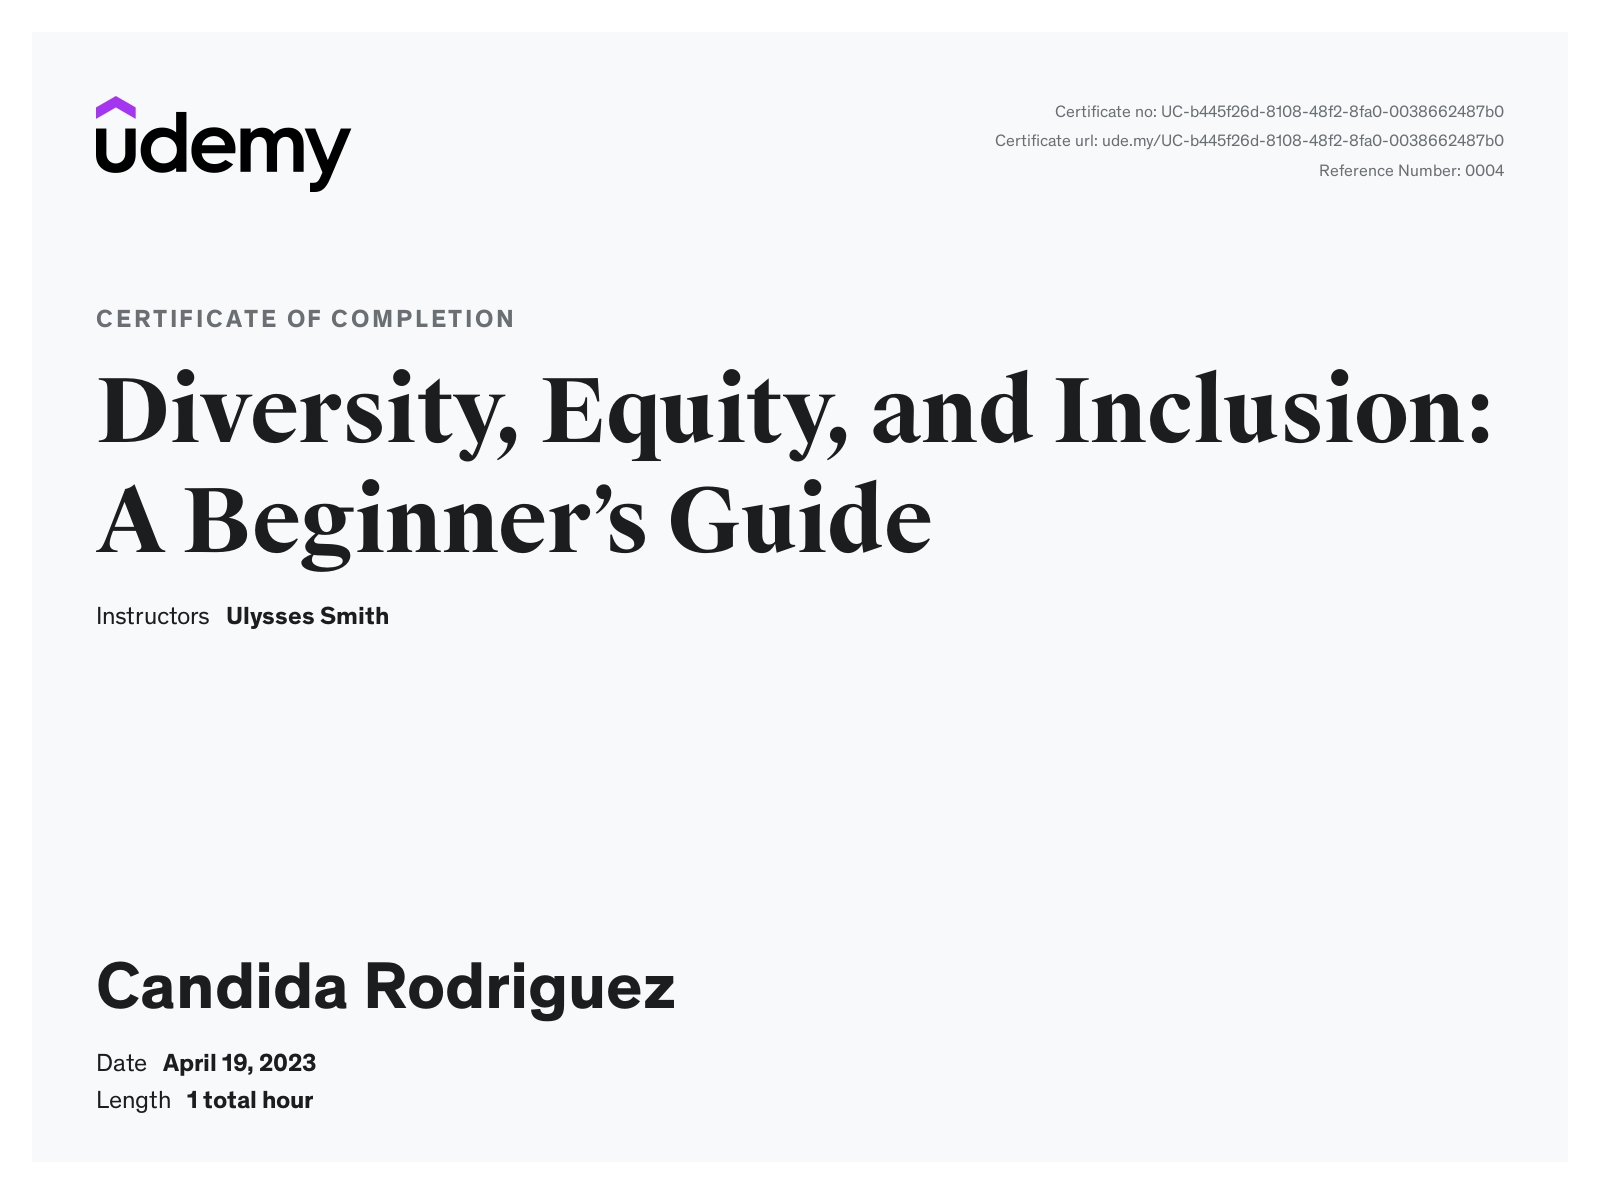 udemy
Certificate no: UC-b445f26d-8108-48f2-8fa0-0038662487b0
Certificate url: ude.my/UC-b445f26d-8108-48f2-8fa0-0038662487b0
Reference Number: 0004
CERTIFICATE OF COMPLETION
Diversity, Equity, and Inclusion:
A Beginner’s Guide
Instructors Ulysses Smith
Candida Rodriguez
Date April 19, 2023
Length 1 total hour